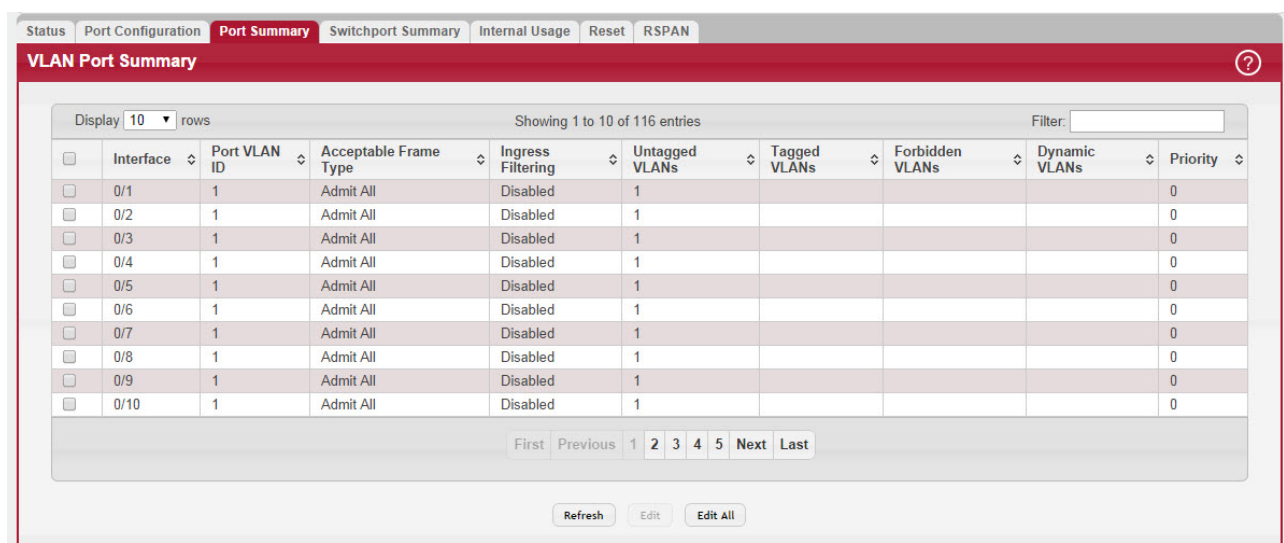 Status Port Configuration Port Summary Switchport Summary Internal Usage Reset RSPAN
VLAN Port Summary ?
Display 10 rows Showing 1 to 10 of 116 entries Filter:
Interface Port VLAN ID Acceptable Frame Type Ingress Filtering Untagged VLANs Tagged VLANs Forbidden VLANs Dynamic VLANs Priority
0/1 1 Admit All Disabled 1 0
0/2 1 Admit All Disabled 1 0
0/3 1 Admit All Disabled 1 0
0/4 1 Admit All Disabled 1 0
0/5 1 Admit All Disabled 1 0
0/6 1 Admit All Disabled 1 0
0/7 1 Admit All Disabled 1 0
0/8 1 Admit All Disabled 1 0
0/9 1 Admit All Disabled 1 0
0/10 1 Admit All Disabled 1 0
First Previous 1 2 3 4 5 Next Last
Refresh Edit Edit All